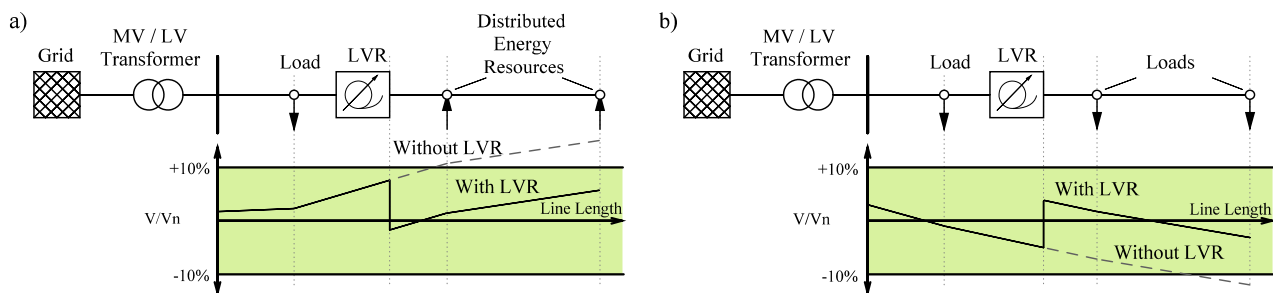 a)
Grid
MV / LV
Transformer
Load
LVR
Distributed
Energy
Resources
Without LVR
+10%
With LVR
V/Vn
Line Length
-10%
b)
Grid
MV / LV
Transformer
Load
LVR
Loads
+10%
With LVR
V/Vn
Line Length
Without LVR
-10%